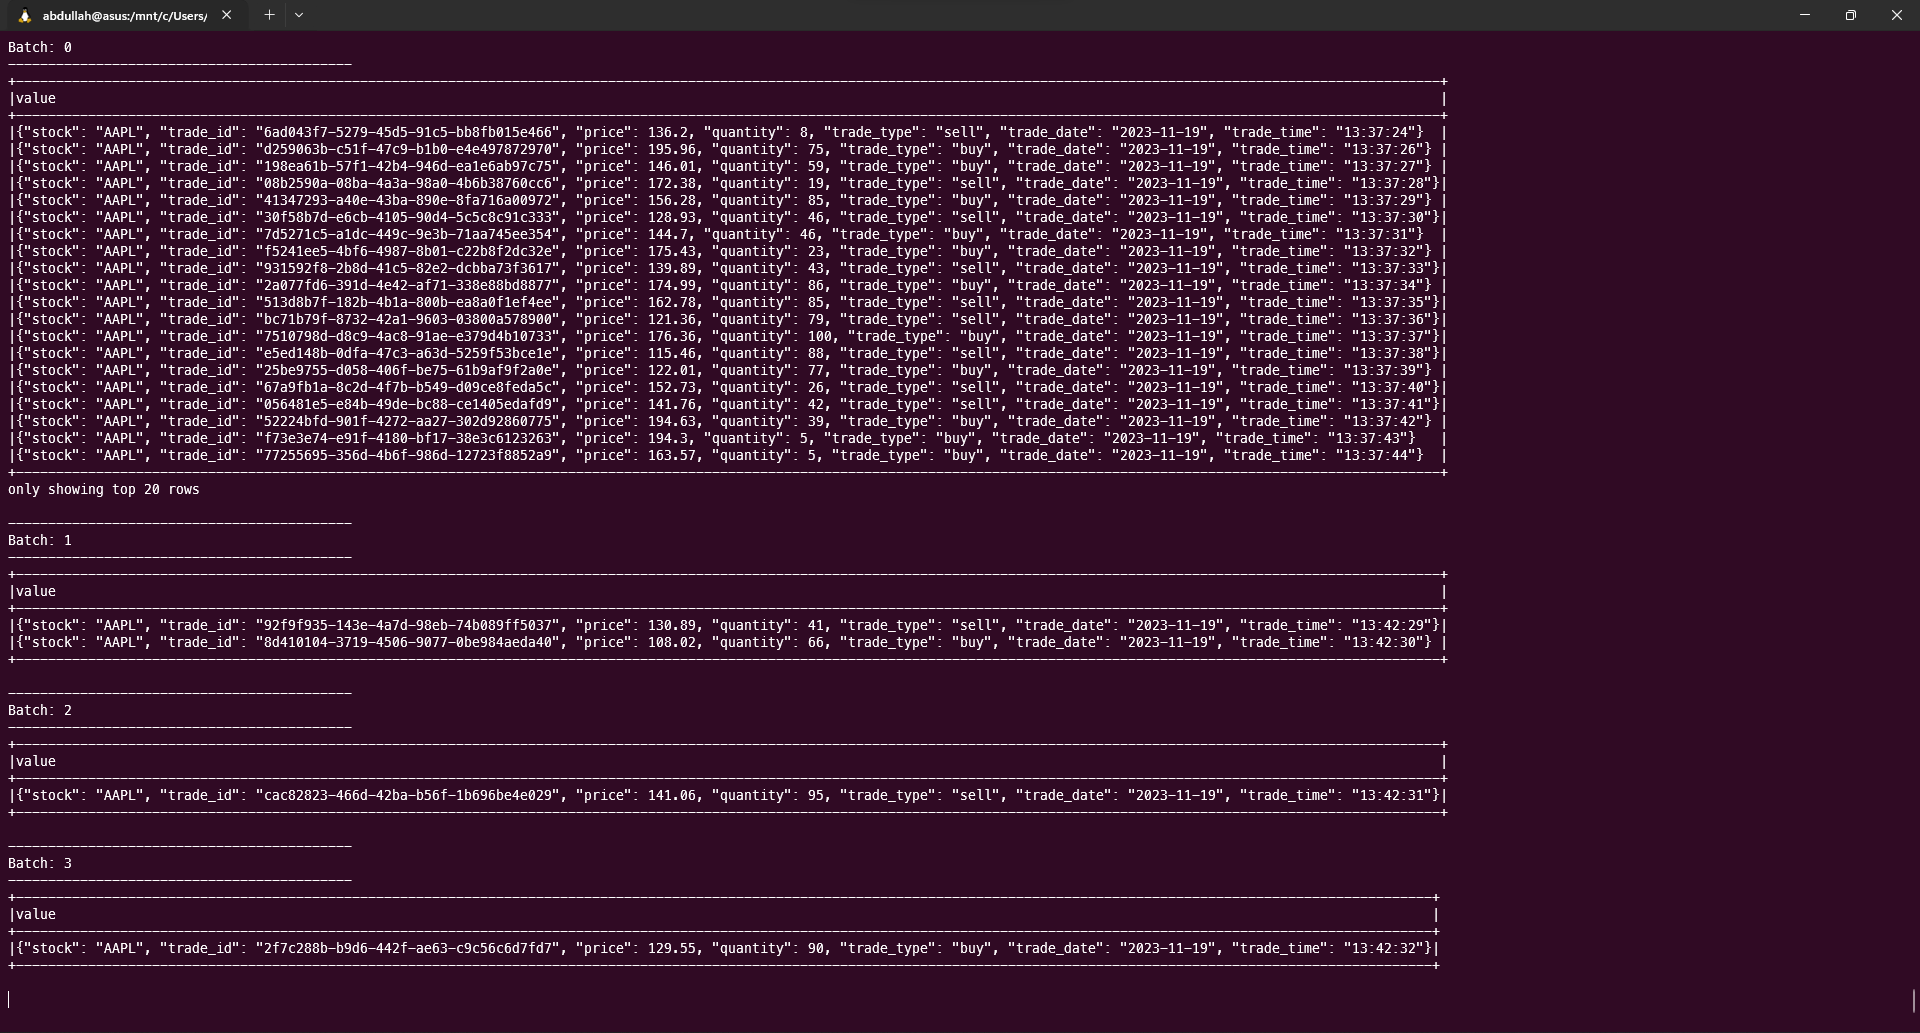 abdullah@asus:/mnt/c/Users/
Batch: 0
-------------------------------------------
|value |
|{"stock": "AAPL", "trade_id": "6ad043f7-5279-45d5-91c5-bb8fb015e466", "price": 136.2, "quantity": 8, "trade_type": "sell", "trade_date": "2023-11-19", "trade_time": "13:37:24"} |
|{"stock": "AAPL", "trade_id": "d259063b-c51f-47c9-b1b0-e4e497872970", "price": 195.96, "quantity": 75, "trade_type": "buy", "trade_date": "2023-11-19", "trade_time": "13:37:26"} |
|{"stock": "AAPL", "trade_id": "198ea61b-57f1-42b4-946d-ea1e6ab97c75", "price": 146.01, "quantity": 59, "trade_type": "buy", "trade_date": "2023-11-19", "trade_time": "13:37:27"} |
|{"stock": "AAPL", "trade_id": "08b2590a-08ba-4a3a-98a0-4b6b38760cc6", "price": 172.38, "quantity": 19, "trade_type": "sell", "trade_date": "2023-11-19", "trade_time": "13:37:28"}|
|{"stock": "AAPL", "trade_id": "41347293-a40e-43ba-890e-8fa716a00972", "price": 156.28, "quantity": 85, "trade_type": "buy", "trade_date": "2023-11-19", "trade_time": "13:37:29"} |
|{"stock": "AAPL", "trade_id": "30f58b7d-e6cb-4105-90d4-5c5c8c91c333", "price": 128.93, "quantity": 46, "trade_type": "sell", "trade_date": "2023-11-19", "trade_time": "13:37:30"}|
|{"stock": "AAPL", "trade_id": "7d5271c5-a1dc-449c-9e3b-71aa745ee354", "price": 144.7, "quantity": 46, "trade_type": "buy", "trade_date": "2023-11-19", "trade_time": "13:37:31"} |
|{"stock": "AAPL", "trade_id": "f5241ee5-4bf6-4987-8b01-c22b8f2dc32e", "price": 175.43, "quantity": 23, "trade_type": "buy", "trade_date": "2023-11-19", "trade_time": "13:37:32"} |
|{"stock": "AAPL", "trade_id": "931592f8-2b8d-41c5-82e2-dcbba73f3617", "price": 139.89, "quantity": 43, "trade_type": "sell", "trade_date": "2023-11-19", "trade_time": "13:37:33"}|
|{"stock": "AAPL", "trade_id": "2a077fd6-391d-4e42-af71-338e88bd8877", "price": 174.99, "quantity": 86, "trade_type": "buy", "trade_date": "2023-11-19", "trade_time": "13:37:34"} |
|{"stock": "AAPL", "trade_id": "513d8b7f-182b-4b1a-800b-ea8a0f1ef4ee", "price": 162.78, "quantity": 85, "trade_type": "sell", "trade_date": "2023-11-19", "trade_time": "13:37:35"}|
|{"stock": "AAPL", "trade_id": "bc71b79f-8732-42a1-9603-03800a578900", "price": 121.36, "quantity": 79, "trade_type": "sell", "trade_date": "2023-11-19", "trade_time": "13:37:36"}|
|{"stock": "AAPL", "trade_id": "7510798d-d8c9-4ac8-91ae-e379d4b10733", "price": 176.36, "quantity": 100, "trade_type": "buy", "trade_date": "2023-11-19", "trade_time": "13:37:37"}|
|{"stock": "AAPL", "trade_id": "e5ed148b-0dfa-47c3-a63d-5259f53bce1e", "price": 115.46, "quantity": 88, "trade_type": "sell", "trade_date": "2023-11-19", "trade_time": "13:37:38"}|
|{"stock": "AAPL", "trade_id": "25be9755-d058-406f-be75-61b9af9f2a0e", "price": 122.01, "quantity": 77, "trade_type": "buy", "trade_date": "2023-11-19", "trade_time": "13:37:39"} |
|{"stock": "AAPL", "trade_id": "67a9fb1a-8c2d-4f7b-b549-d09ce8feda5c", "price": 152.73, "quantity": 26, "trade_type": "sell", "trade_date": "2023-11-19", "trade_time": "13:37:40"}|
|{"stock": "AAPL", "trade_id": "056481e5-e84b-49de-bc88-ce1405edafd9", "price": 141.76, "quantity": 42, "trade_type": "sell", "trade_date": "2023-11-19", "trade_time": "13:37:41"}|
|{"stock": "AAPL", "trade_id": "52224bfd-901f-4272-aa27-302d92860775", "price": 194.63, "quantity": 39, "trade_type": "buy", "trade_date": "2023-11-19", "trade_time": "13:37:42"} |
|{"stock": "AAPL", "trade_id": "f73e3e74-e91f-4180-bf17-38e3c6123263", "price": 194.3, "quantity": 5, "trade_type": "buy", "trade_date": "2023-11-19", "trade_time": "13:37:43"} |
|{"stock": "AAPL", "trade_id": "77255695-356d-4b6f-986d-12723f8852a9", "price": 163.57, "quantity": 5, "trade_type": "buy", "trade_date": "2023-11-19", "trade_time": "13:37:44"} |
only showing top 20 rows
-------------------------------------------
Batch: 1
-------------------------------------------
|value |
|{"stock": "AAPL", "trade_id": "92f9f935-143e-4a7d-98eb-74b089ff5037", "price": 130.89, "quantity": 41, "trade_type": "sell", "trade_date": "2023-11-19", "trade_time": "13:42:29"}|
|{"stock": "AAPL", "trade_id": "8d410104-3719-4506-9077-0be984aeda40", "price": 108.02, "quantity": 66, "trade_type": "buy", "trade_date": "2023-11-19", "trade_time": "13:42:30"} |
-------------------------------------------
Batch: 2
-------------------------------------------
|value |
|{"stock": "AAPL", "trade_id": "cac82823-466d-42ba-b56f-1b696be4e029", "price": 141.06, "quantity": 95, "trade_type": "sell", "trade_date": "2023-11-19", "trade_time": "13:42:31"}|
-------------------------------------------
Batch: 3
-------------------------------------------
|value |
|{"stock": "AAPL", "trade_id": "2f7c288b-b9d6-442f-ae63-c9c56c6d7fd7", "price": 129.55, "quantity": 90, "trade_type": "buy", "trade_date": "2023-11-19", "trade_time": "13:42:32"}|